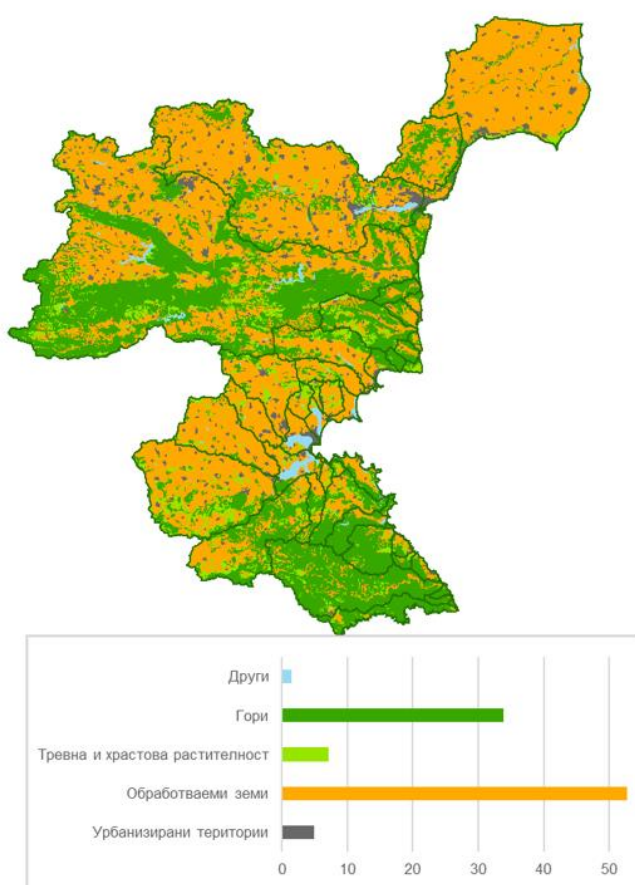 Други
Гори
Тревна и храстова растителност
Обработваеми земи
Урбанизирани територии
0 10 20 30 40 50